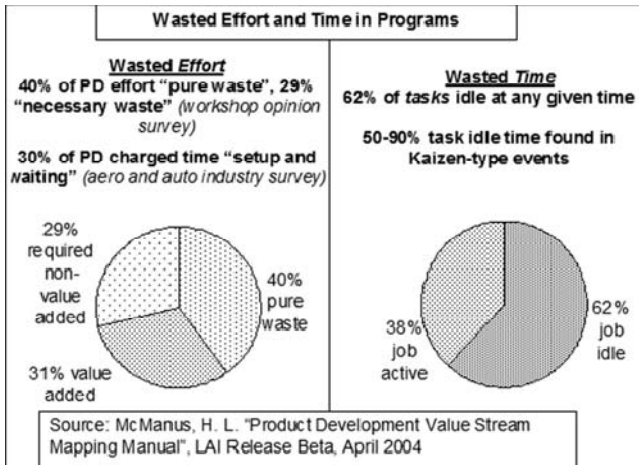 Wasted Effort and Time in Programs
Wasted Effort
40% of PD effort “pure waste”, 29%
“necessary waste” (workshop opinion
survey)
30% of PD charged time “setup and
waiting” (aero and auto industry survey)
29%
required
non-
value
added
40%
pure
waste
31% value
added
Wasted Time
62% of tasks idle at any given time
50-90% task idle time found in
Kaizen-type events
38%
job
active
62%
job
idle
Source: McManus, H. L. “Product Development Value Stream
Mapping Manual”, LAI Release Beta, April 2004